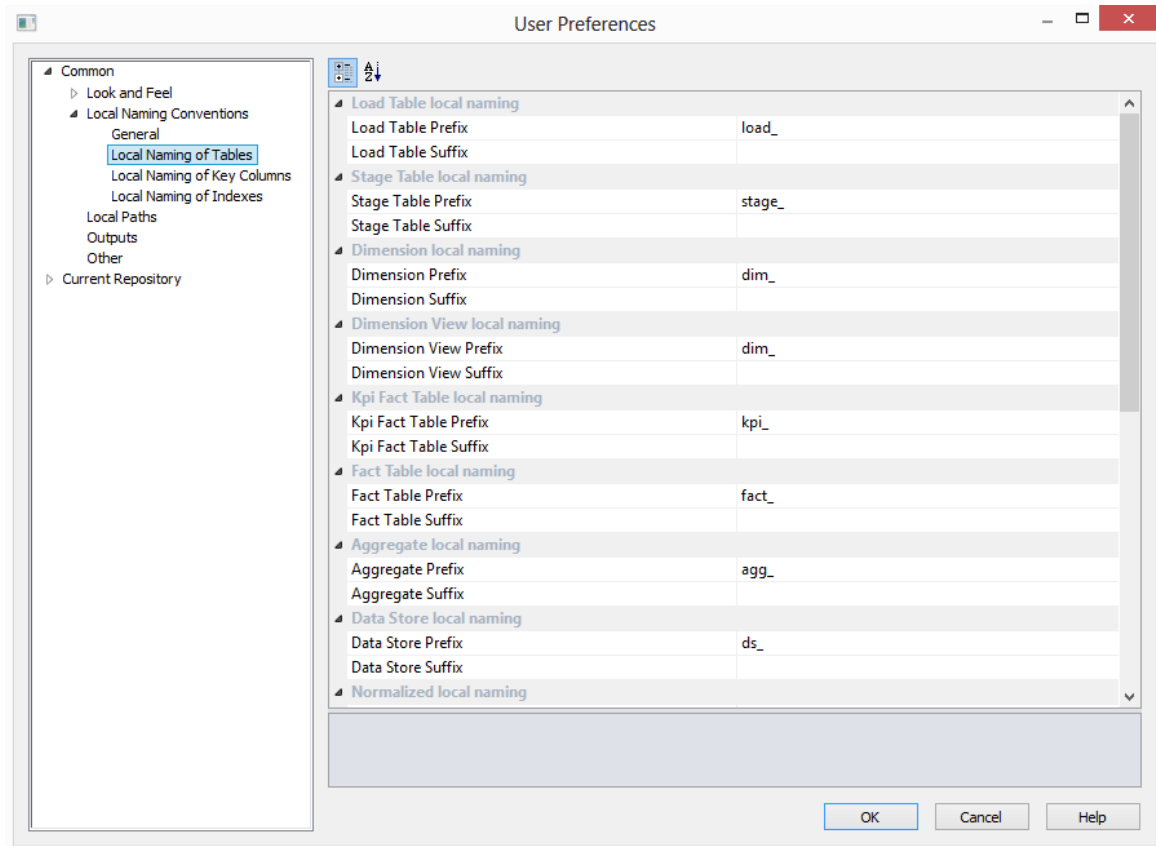 User Preferences
Common
Look and Feel
Local Naming Conventions
General
Local Naming of Tables
Local Naming of Key Columns
Local Naming of Indexes
Local Paths
Outputs
Other
Current Repository
Load Table local naming
Load Table Prefix load_
Load Table Suffix
Stage Table local naming
Stage Table Prefix stage_
Stage Table Suffix
Dimension local naming
Dimension Prefix dim_
Dimension Suffix
Dimension View local naming
Dimension View Prefix dim_
Dimension View Suffix
Kpi Fact Table local naming
Kpi Fact Table Prefix kpi_
Kpi Fact Table Suffix
Fact Table local naming
Fact Table Prefix fact_
Fact Table Suffix
Aggregate local naming
Aggregate Prefix agg_
Aggregate Suffix
Data Store local naming
Data Store Prefix ds_
Data Store Suffix
Normalized local naming
OK Cancel Help